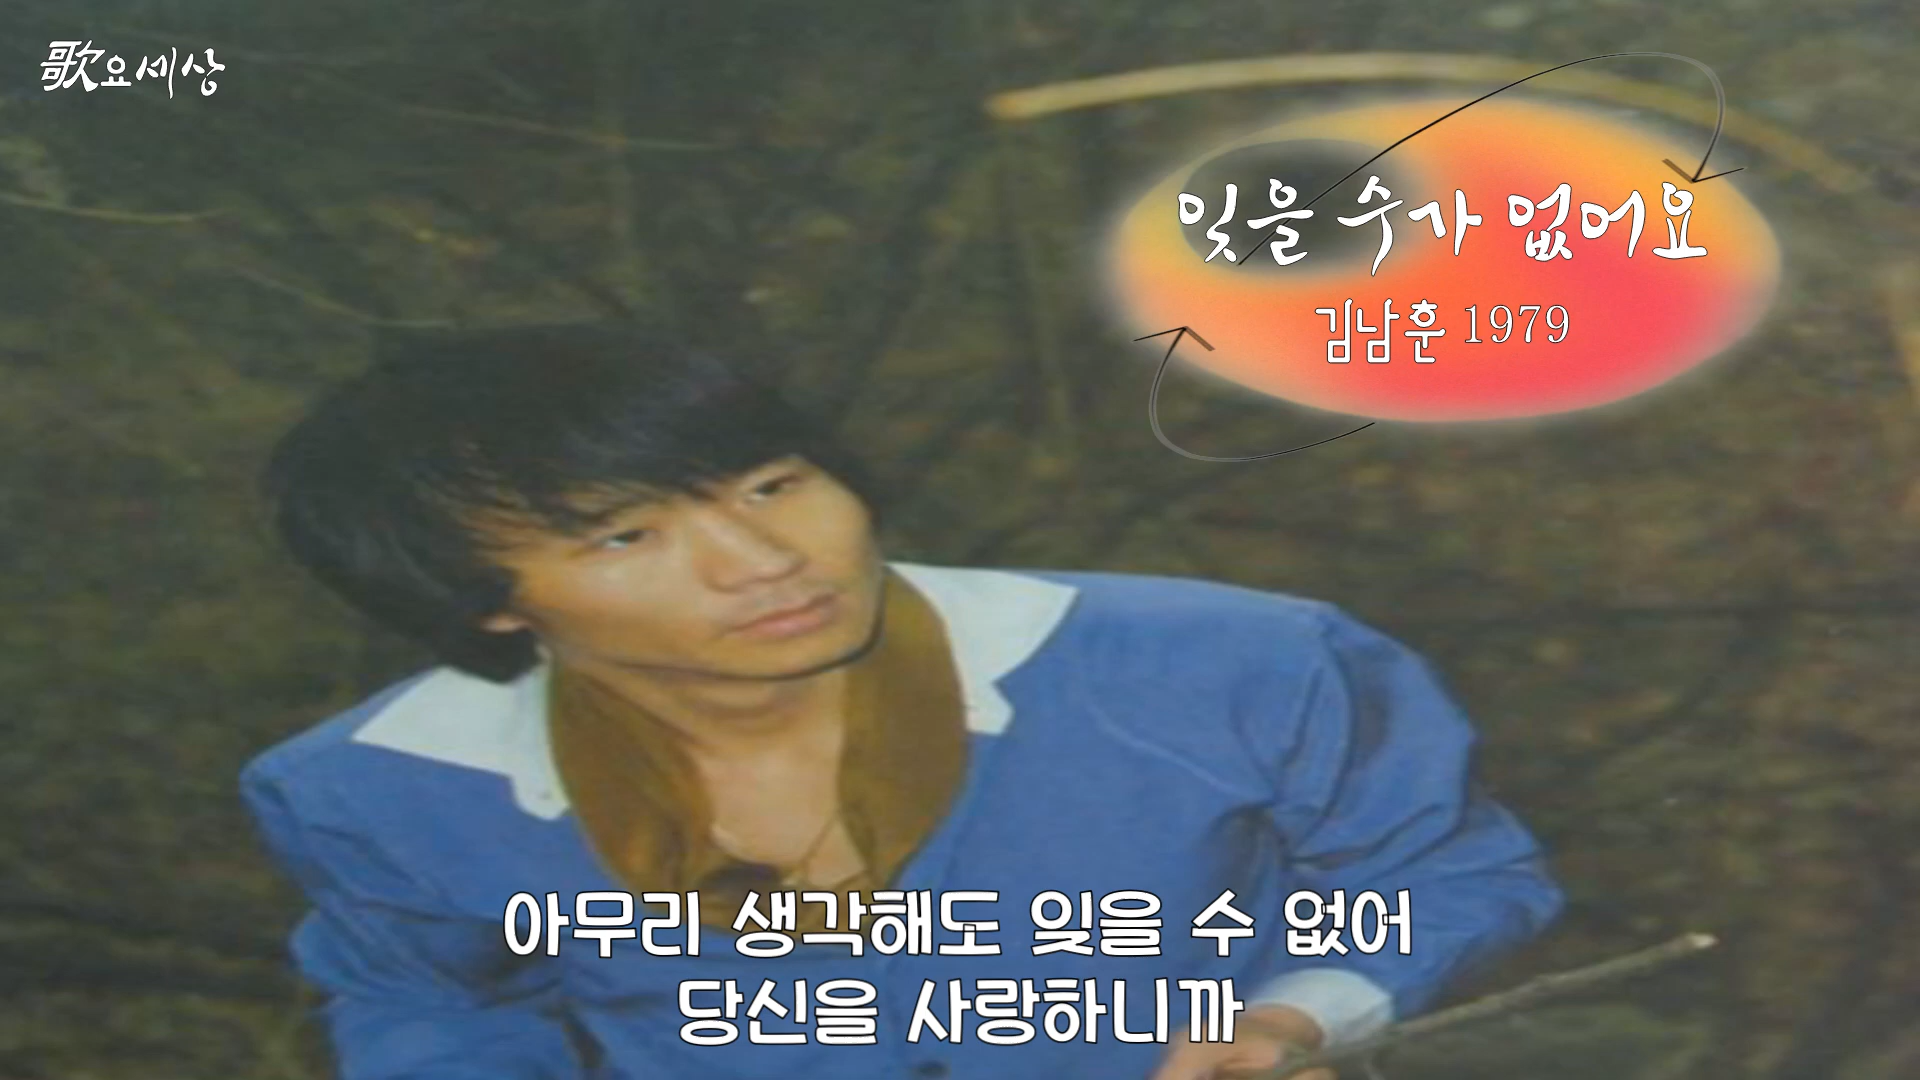 歌요세상
잊을 수가 없어요
김남훈 1979
아무리 생각해도 잊을 수 없어
당신을 사랑하니까